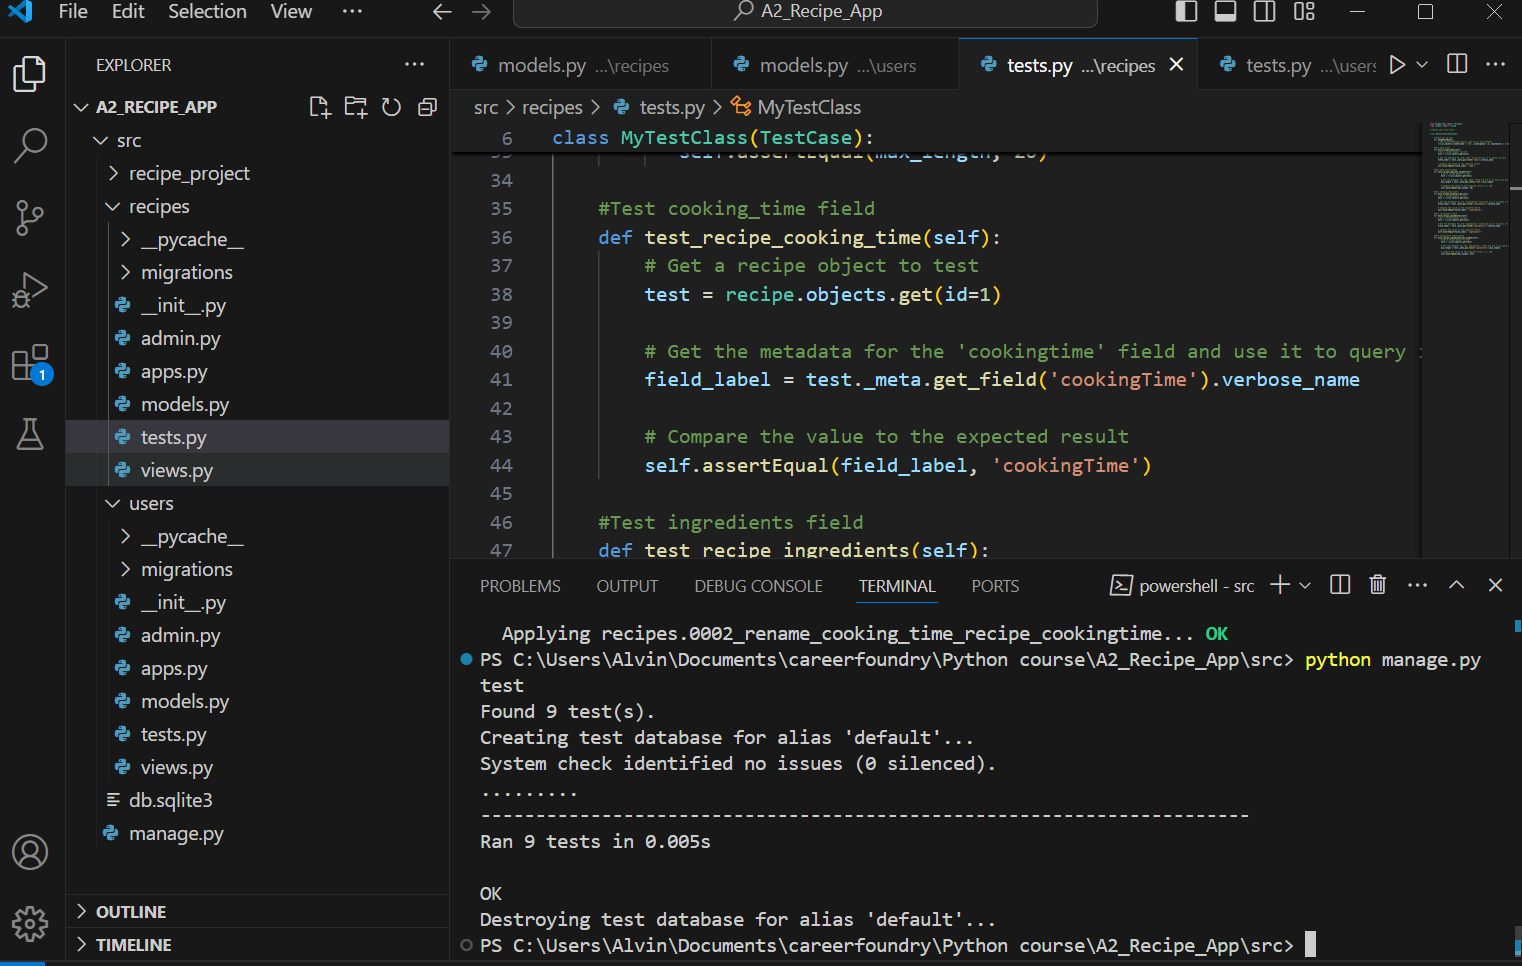 File Edit Selection View ··· A2_Recipe_App
EXPLORER ···
A2_RECIPE_APP
src
recipe_project
recipes
__pycache__
migrations
__init__.py
admin.py
apps.py
models.py
tests.py
views.py
users
__pycache__
migrations
__init__.py
admin.py
apps.py
models.py
tests.py
views.py
db.sqlite3
manage.py
OUTLINE
TIMELINE
1
models.py ...\recipes models.py ...\users tests.py ...\recipes tests.py ...\users
src > recipes > tests.py > MyTestClass
6 class MyTestClass(TestCase):
self.assertEqual(max_length, 20)
34
35 #Test cooking_time field
36 def test_recipe_cooking_time(self):
37 # Get a recipe object to test
38 test = recipe.objects.get(id=1)
39
40 # Get the metadata for the 'cookingtime' field and use it to query
41 field_label = test._meta.get_field('cookingTime').verbose_name
42
43 # Compare the value to the expected result
44 self.assertEqual(field_label, 'cookingTime')
45
46 #Test ingredients field
47 def test_recipe_ingredients(self):
PROBLEMS OUTPUT DEBUG CONSOLE TERMINAL PORTS powershell - src
Applying recipes.0002_rename_cooking_time_recipe_cookingtime... OK
PS C:\Users\Alvin\Documents\careerfoundry\Python course\A2_Recipe_App\src> python manage.py
test
Found 9 test(s).
Creating test database for alias 'default'...
System check identified no issues (0 silenced).
.........
----------------------------------------------------------------------
Ran 9 tests in 0.005s
OK
Destroying test database for alias 'default'...
PS C:\Users\Alvin\Documents\careerfoundry\Python course\A2_Recipe_App\src>